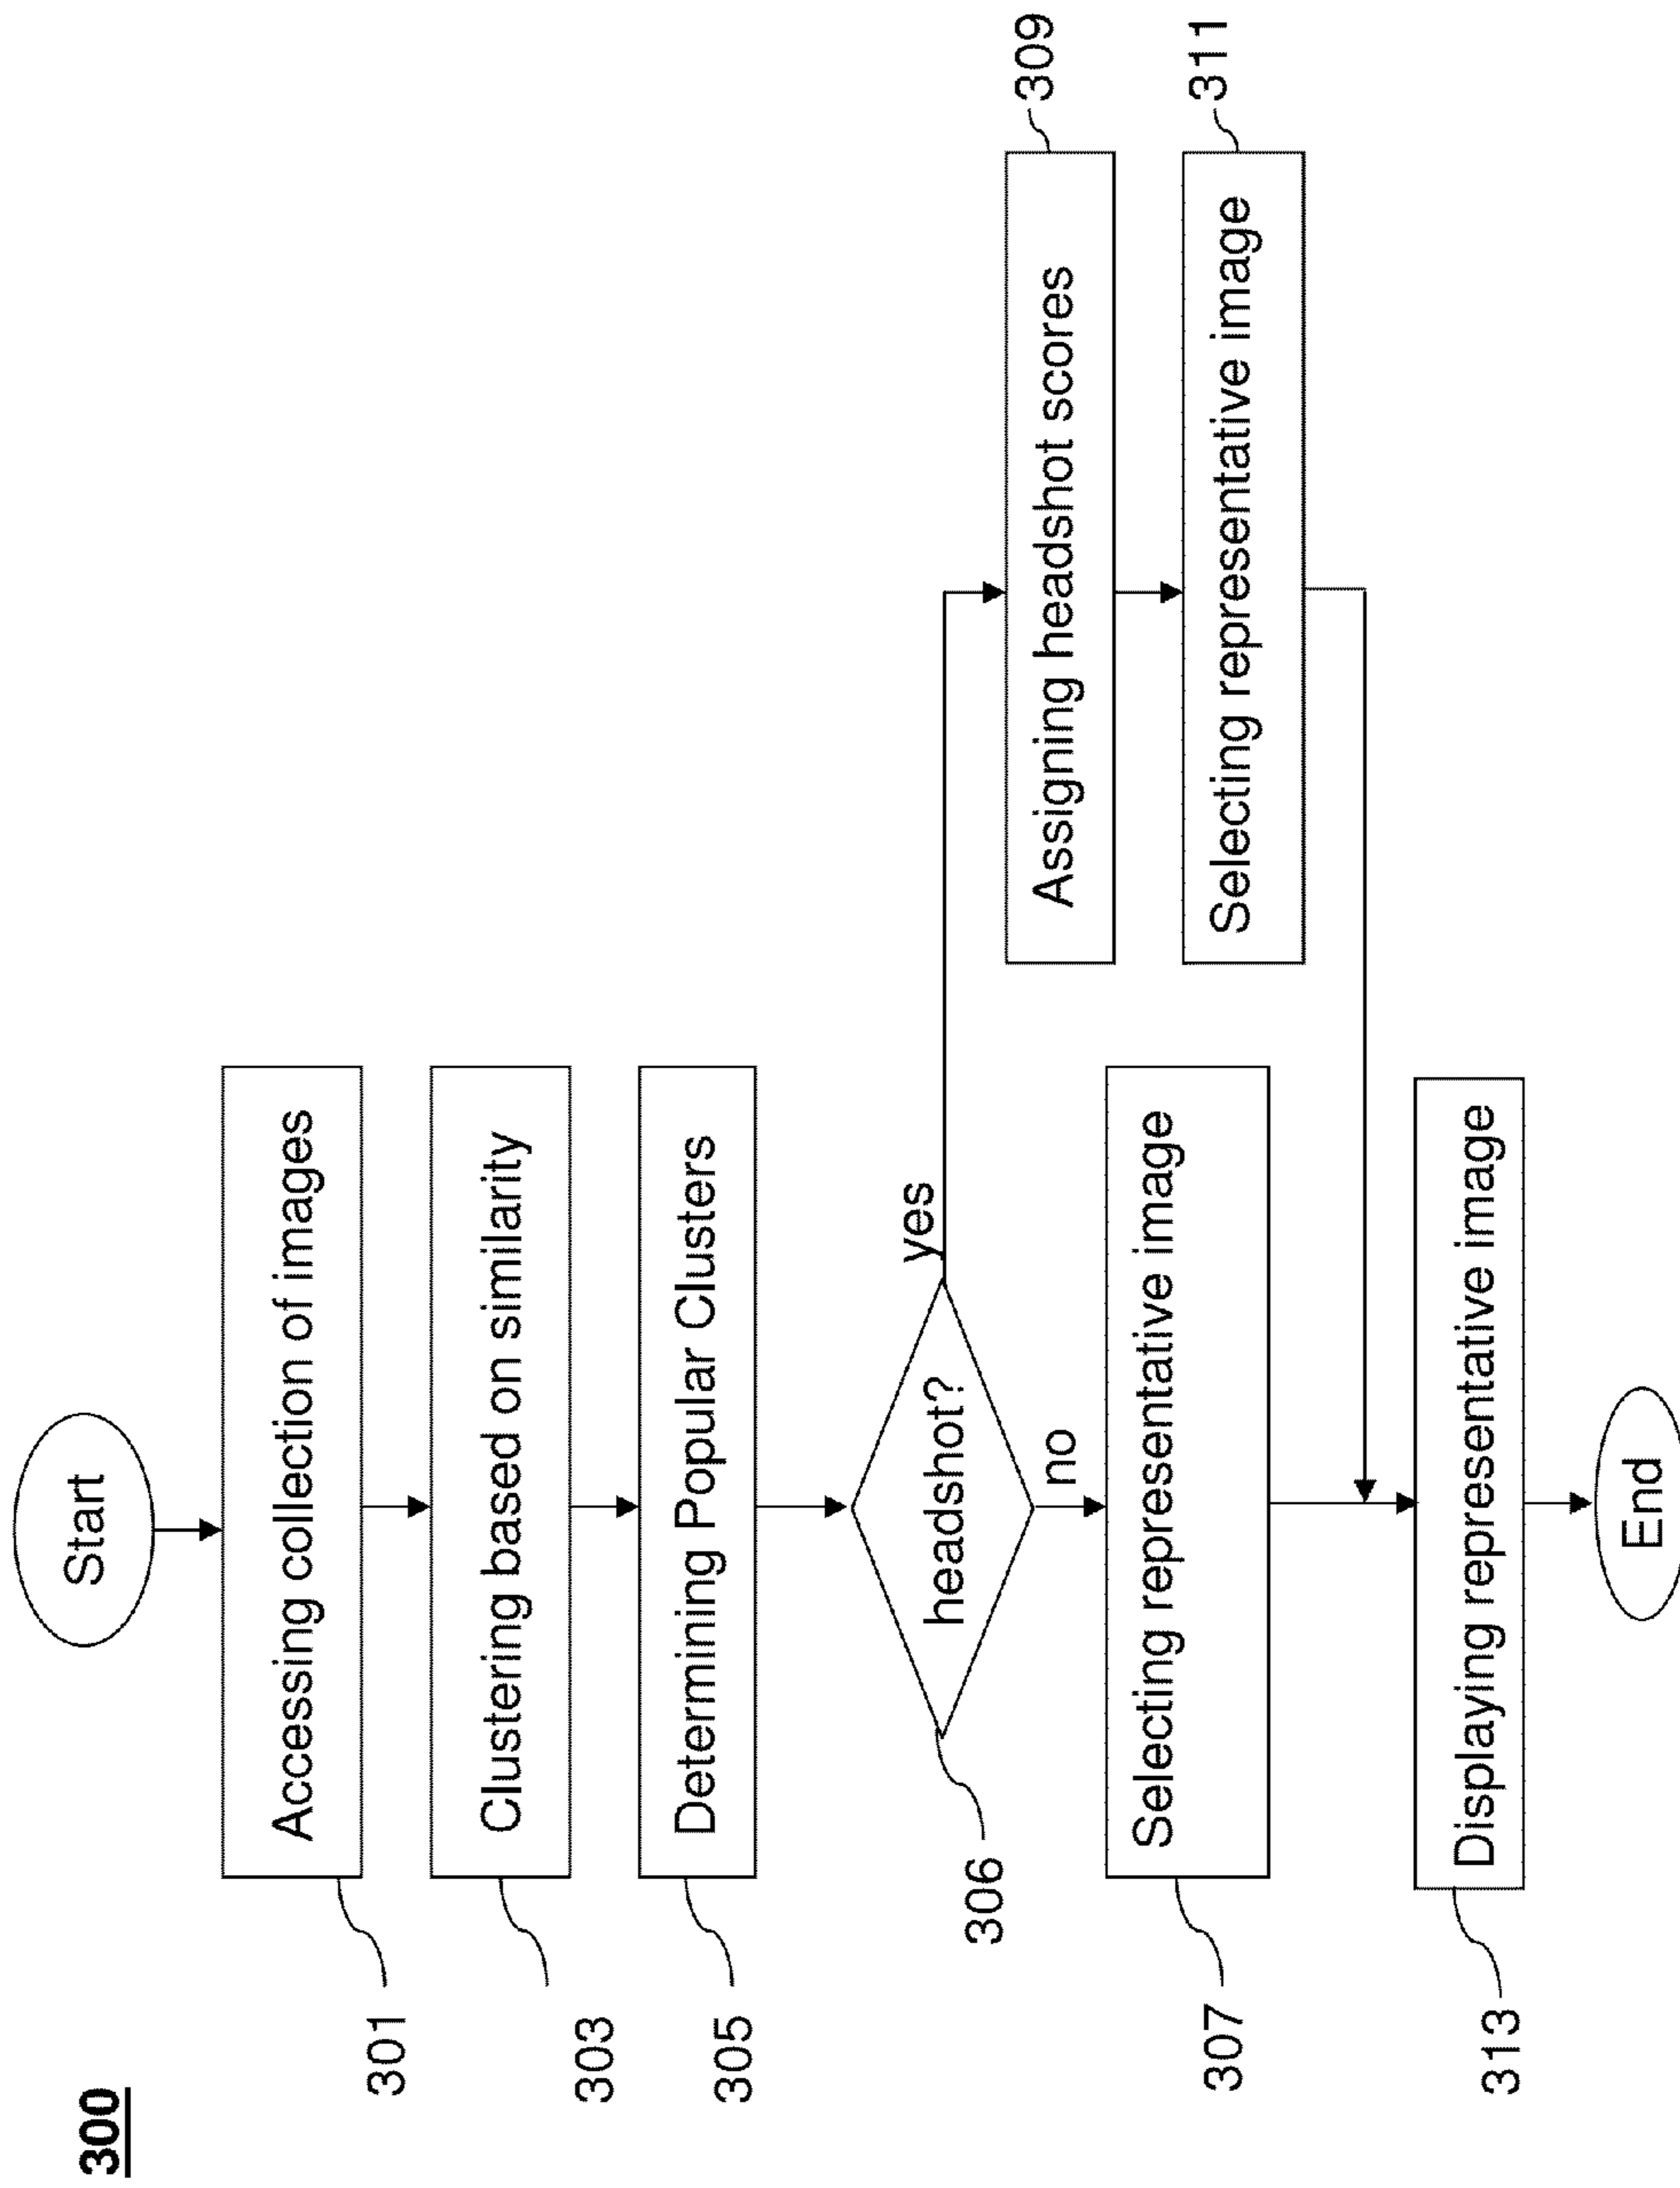 300
Start
Accessing collection of images
301
Clustering based on similarity
303
Determining Popular Clusters
305
headshot?
306
yes
no
Assigning headshot scores
309
Selecting representative image
311
Selecting representative image
307
Displaying representative image
313
End